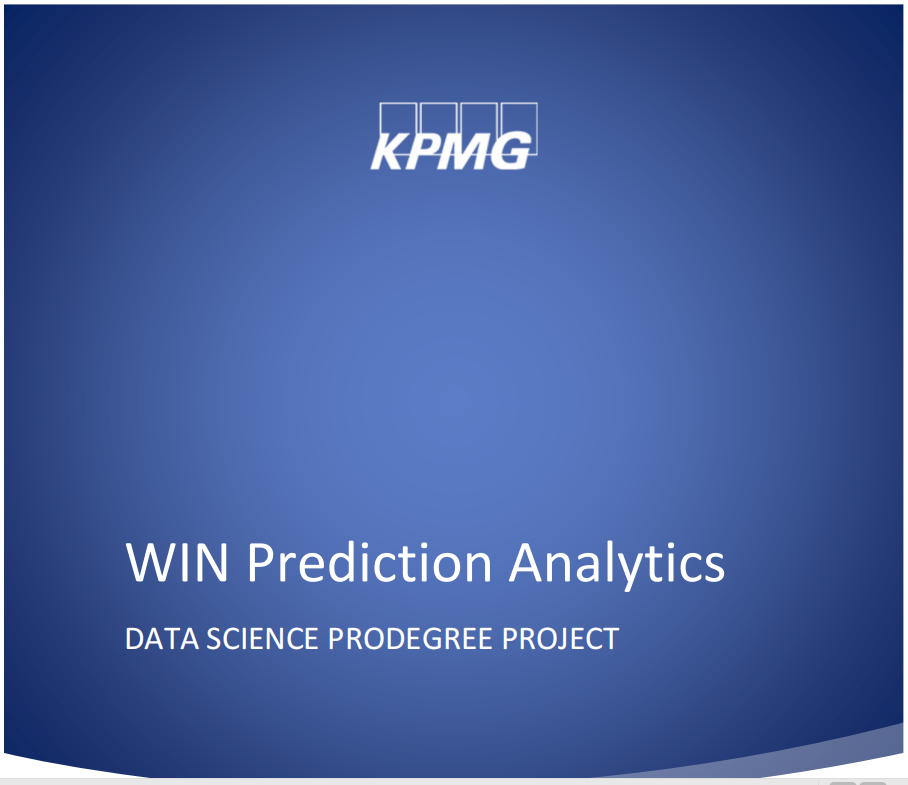 KPMG
WIN Prediction Analytics
DATA SCIENCE PRODEGREE PROJECT